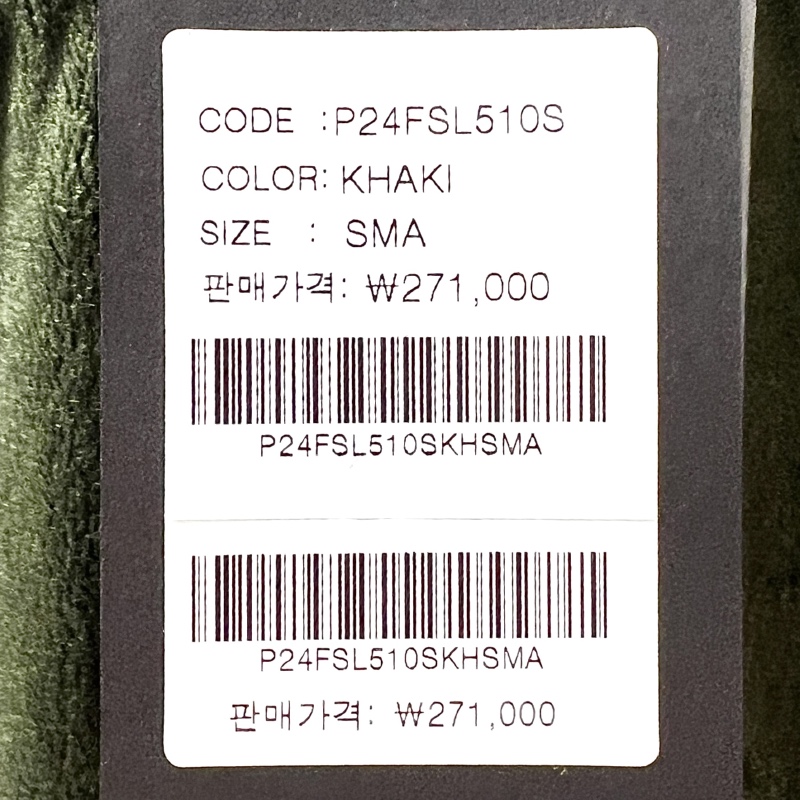 CODE :P24FSL510S
COLOR: KHAKI
SIZE : SMA
판매가격: ₩271,000
P24FSL510SKHSMA
P24FSL510SKHSMA
판매가격: ₩271,000